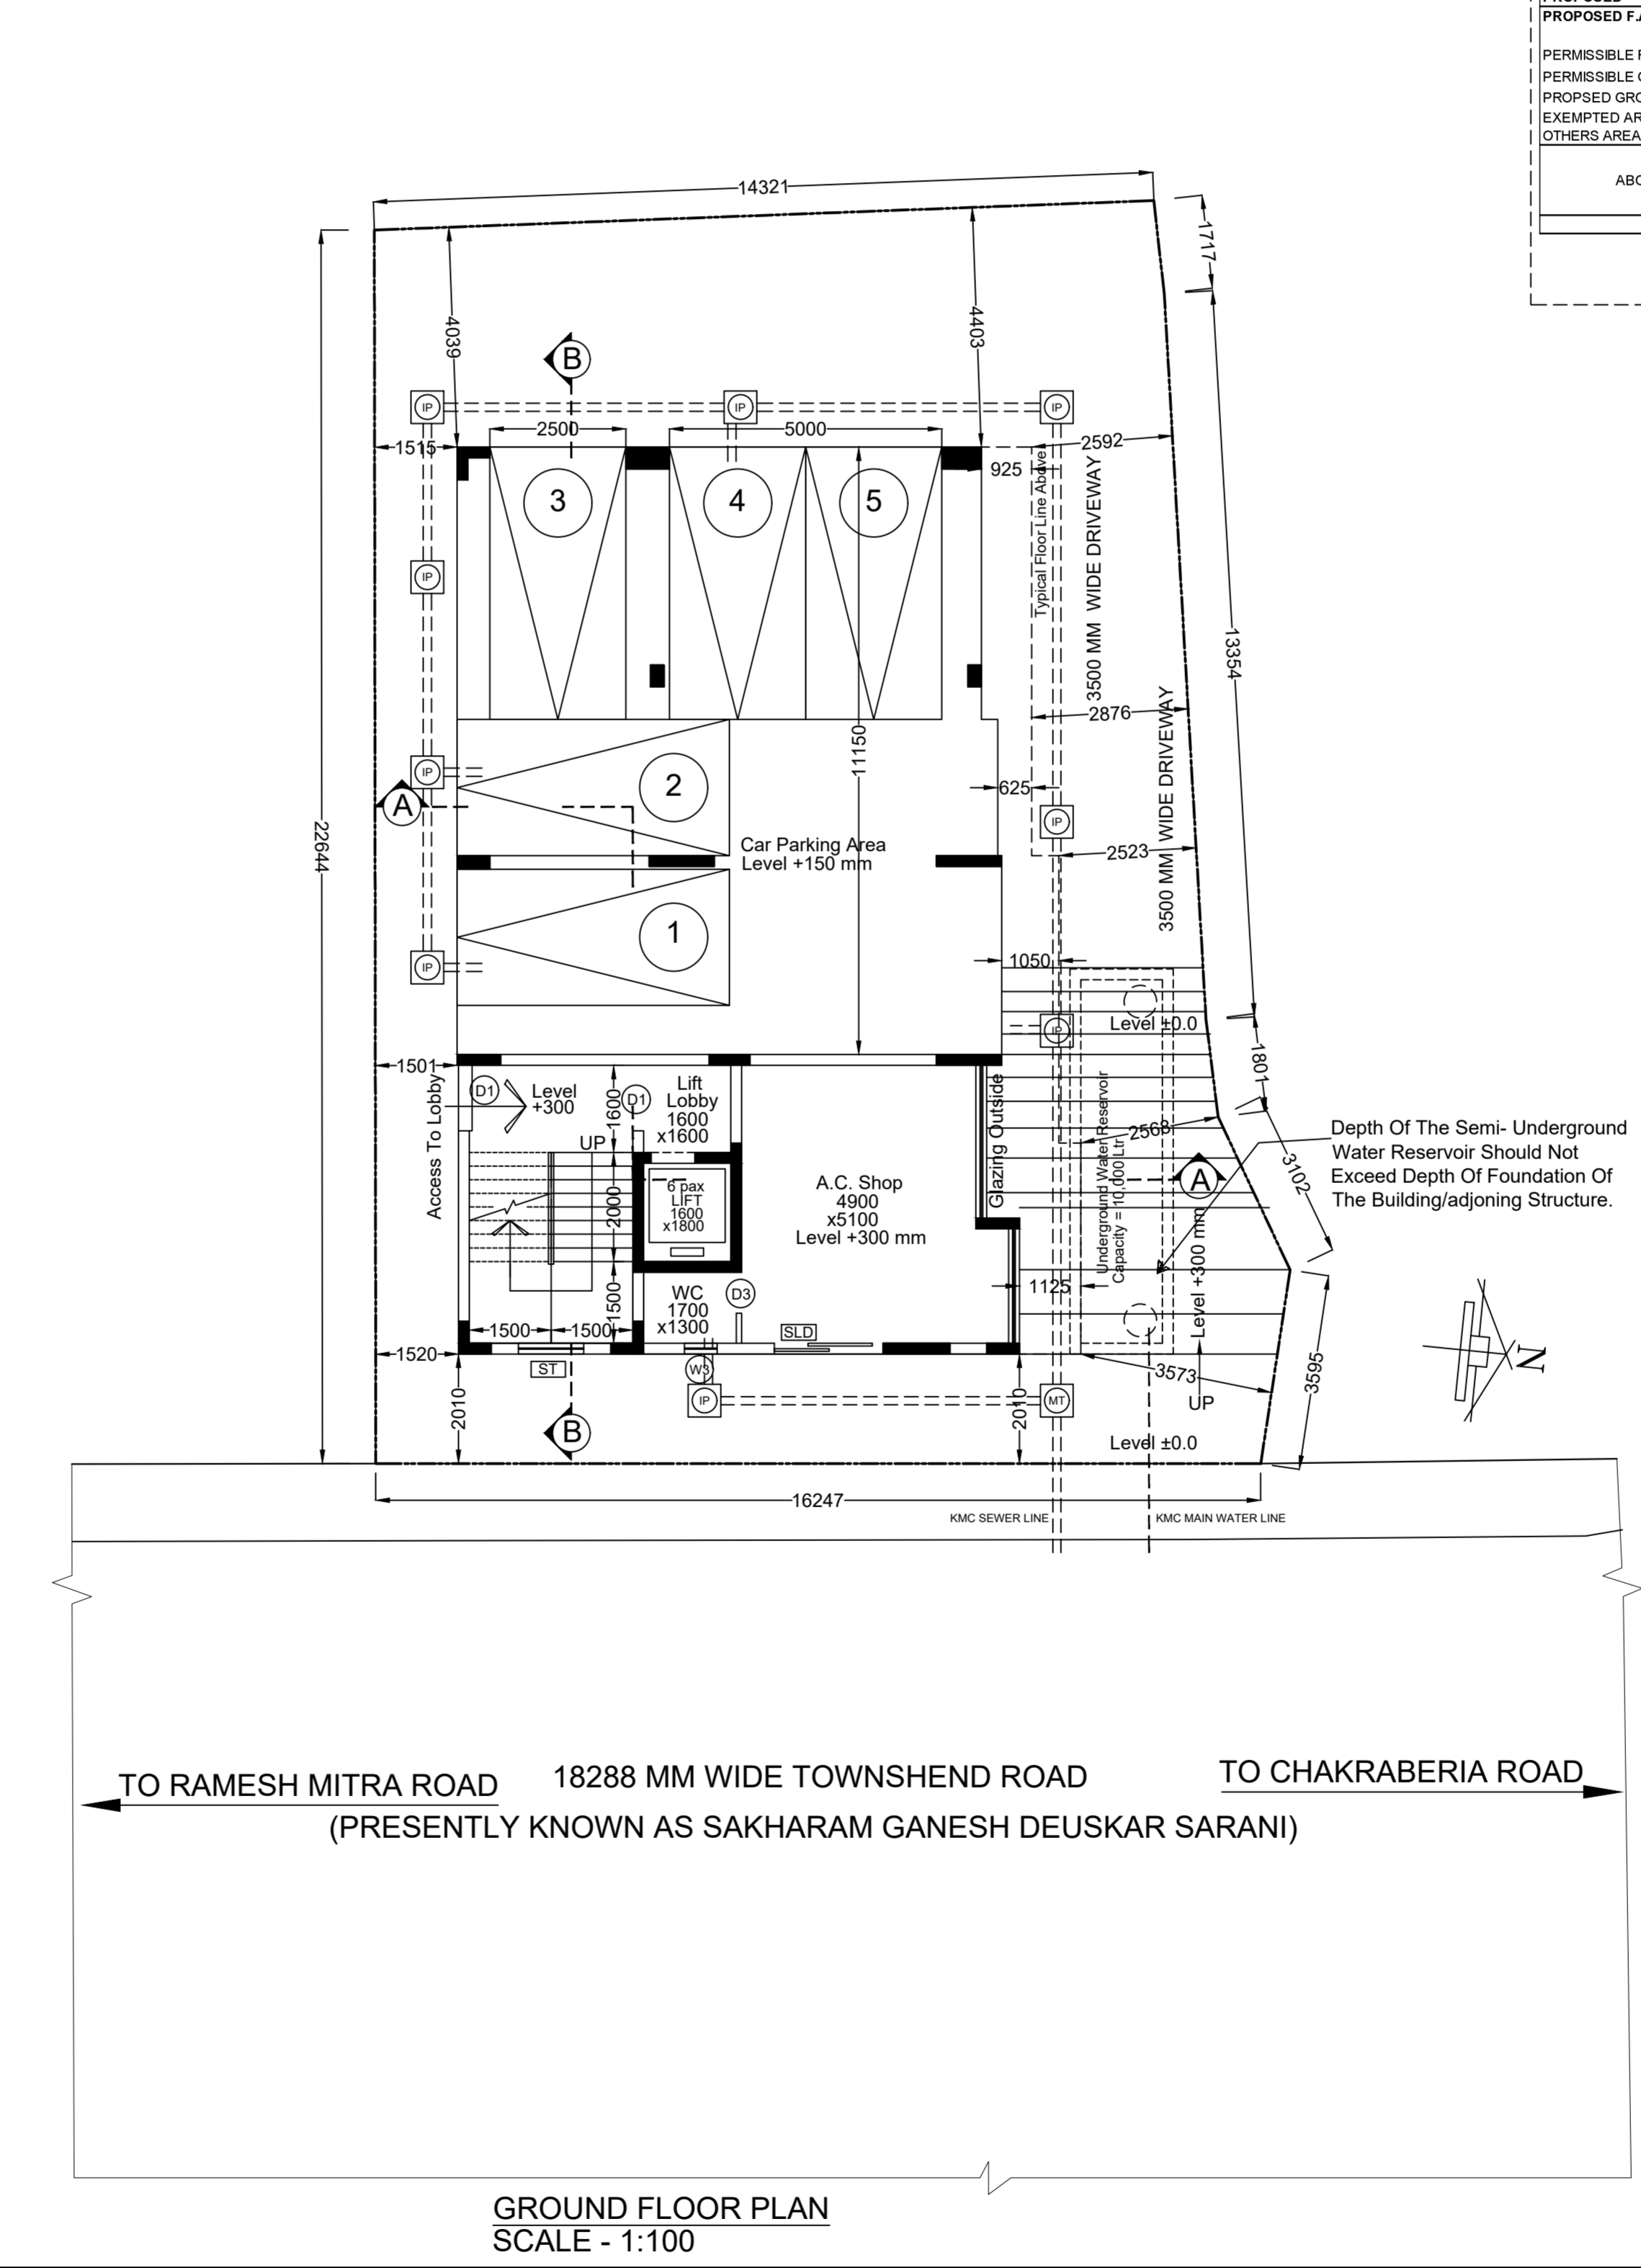 PROPOSED F.A
PERMISSIBLE F
PERMISSIBLE
PROPSED GRO
EXEMPTED AR
OTHERS AREA
ABO
14321
1717
4039
4403
B
IP
IP
IP
2500
5000
1515
2592
925
3
4
5
Typical Floor Line Above
3500 MM WIDE DRIVEWAY
IP
13354
2876
3500 MM WIDE DRIVEWAY
11150
22644
IP
2
625
A
IP
Car Parking Area
Level +150 mm
2523
1
IP
1050
IP
Level ±0.0
1801
1501
Access To Lobby
D1
Level
+300
1600
D1
Lift
Lobby
1600
x1600
UP
Glazing Outside
Underground Water Reservoir
Capacity = 10,000 Ltr
2568
3102
Depth Of The Semi- Underground
Water Reservoir Should Not
Exceed Depth Of Foundation Of
The Building/adjoning Structure.
A
2000
6 pax
LIFT
1600
x1800
A.C. Shop
4900
x5100
Level +300 mm
Level +300 mm
1500
WC
1700
x1300
D3
1125
1500
1500
SLD
1520
ST
W3
3573
3595
N
2010
IP
2010
MT
UP
B
Level ±0.0
16247
KMC SEWER LINE
KMC MAIN WATER LINE
TO RAMESH MITRA ROAD
18288 MM WIDE TOWNSHEND ROAD
TO CHAKRABERIA ROAD
(PRESENTLY KNOWN AS SAKHARAM GANESH DEUSKAR SARANI)
GROUND FLOOR PLAN
SCALE - 1:100